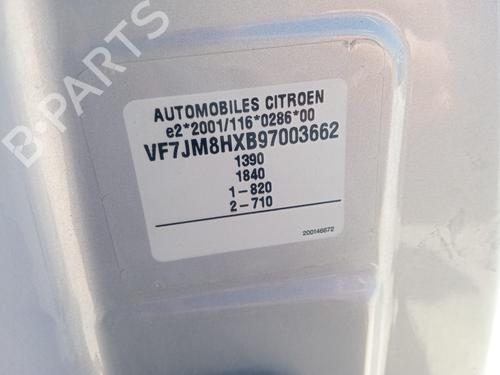 B-PARTS
AUTOMOBILES CITROEN
e2*2001/116*0286*00
VF7JM8HXB97003662
1390
1840
1-820
2-710
200146672